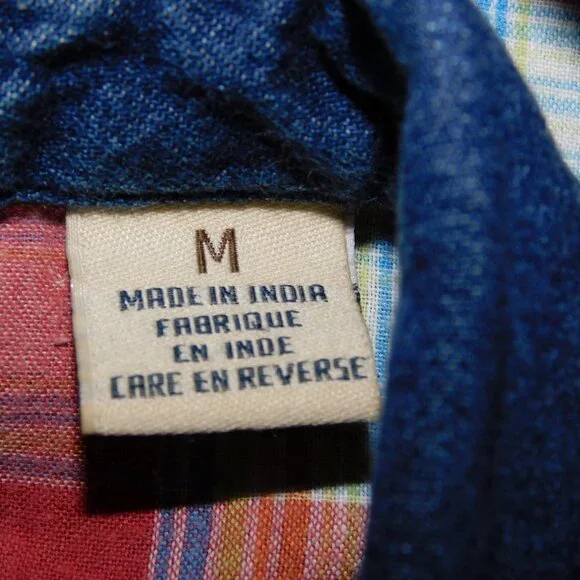 M
MADE IN INDIA
FABRIQUE
EN INDE
CARE EN REVERSE